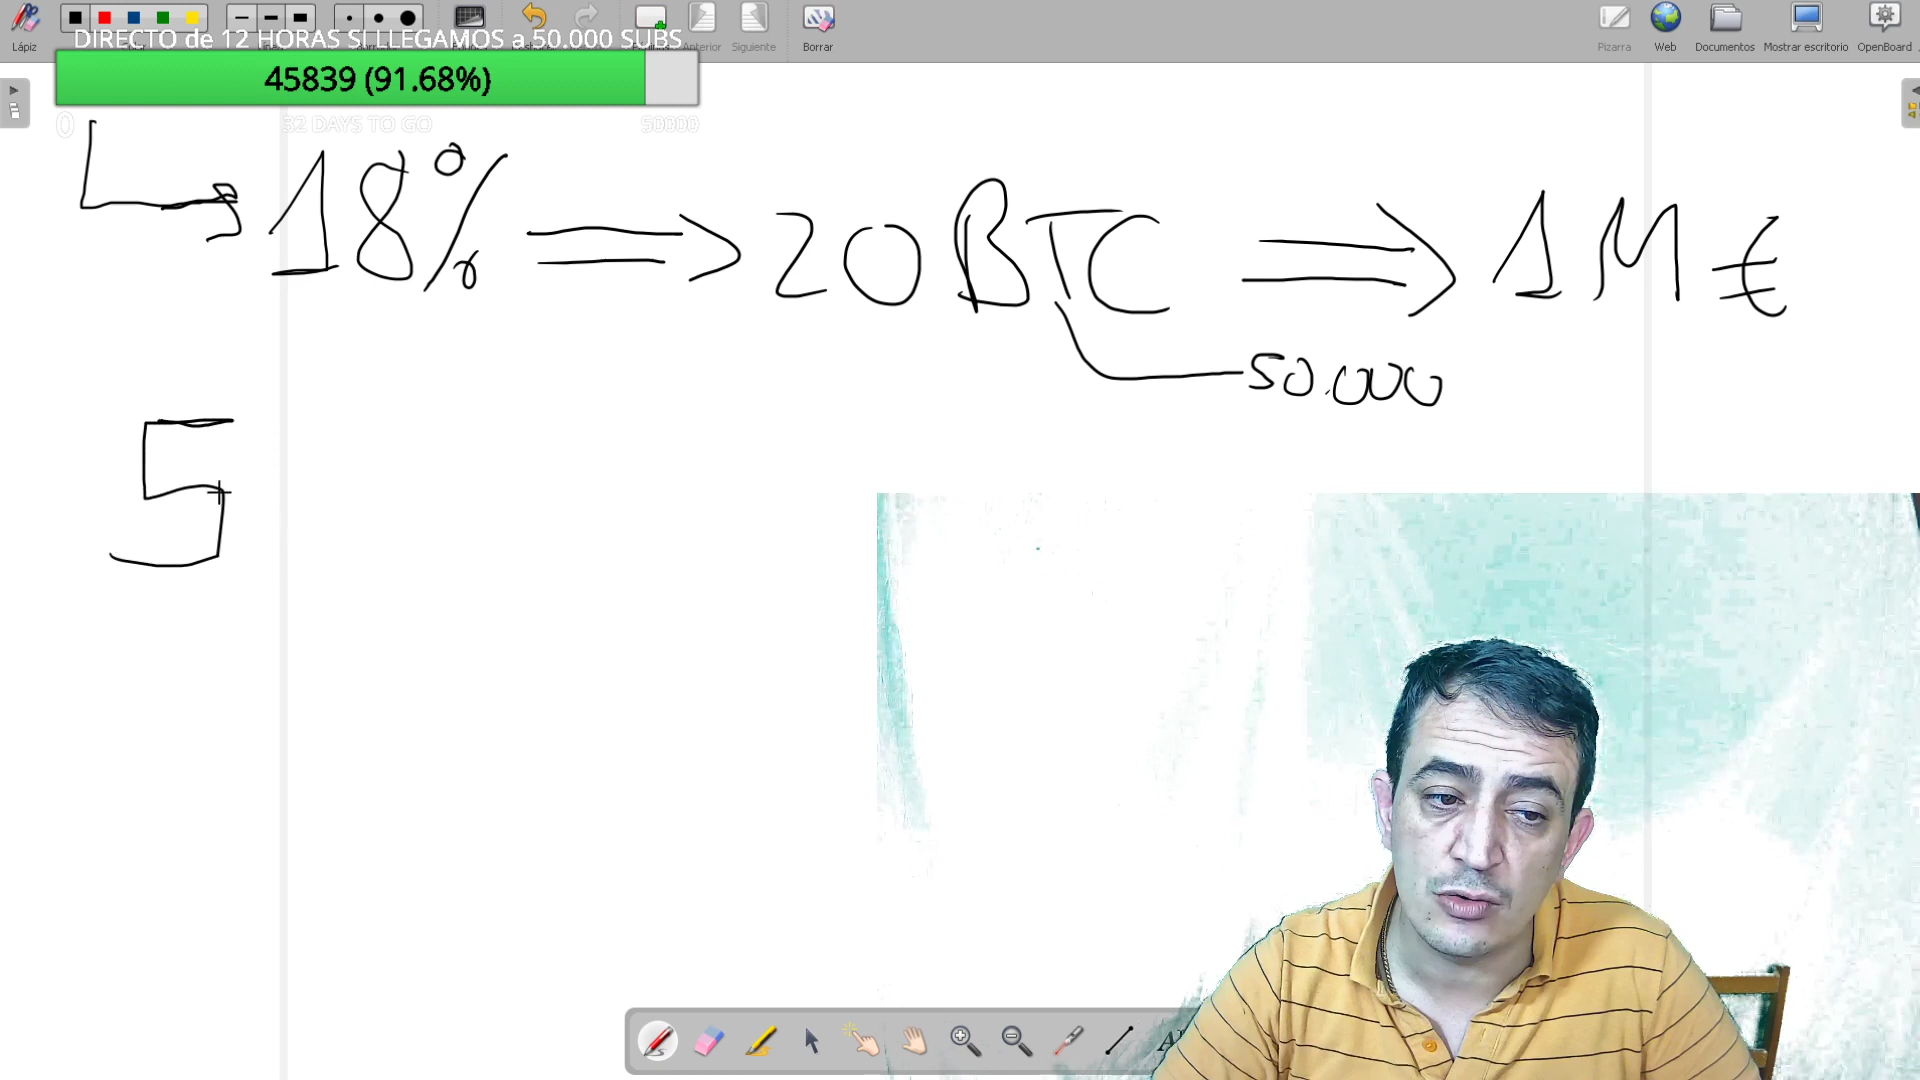 Lápiz
Anterior
Siguiente
Borrar
Pizarra
Web
Documentos
Mostrar escritorio
OpenBoard
DIRECTO de 12 HORAS SI LLEGAMOS a 50.000 SUBS
45839 (91.68%)
0
32 DAYS TO GO
50000
18% ⇒ 20 BTC ⇒ 1M €
50.000
5